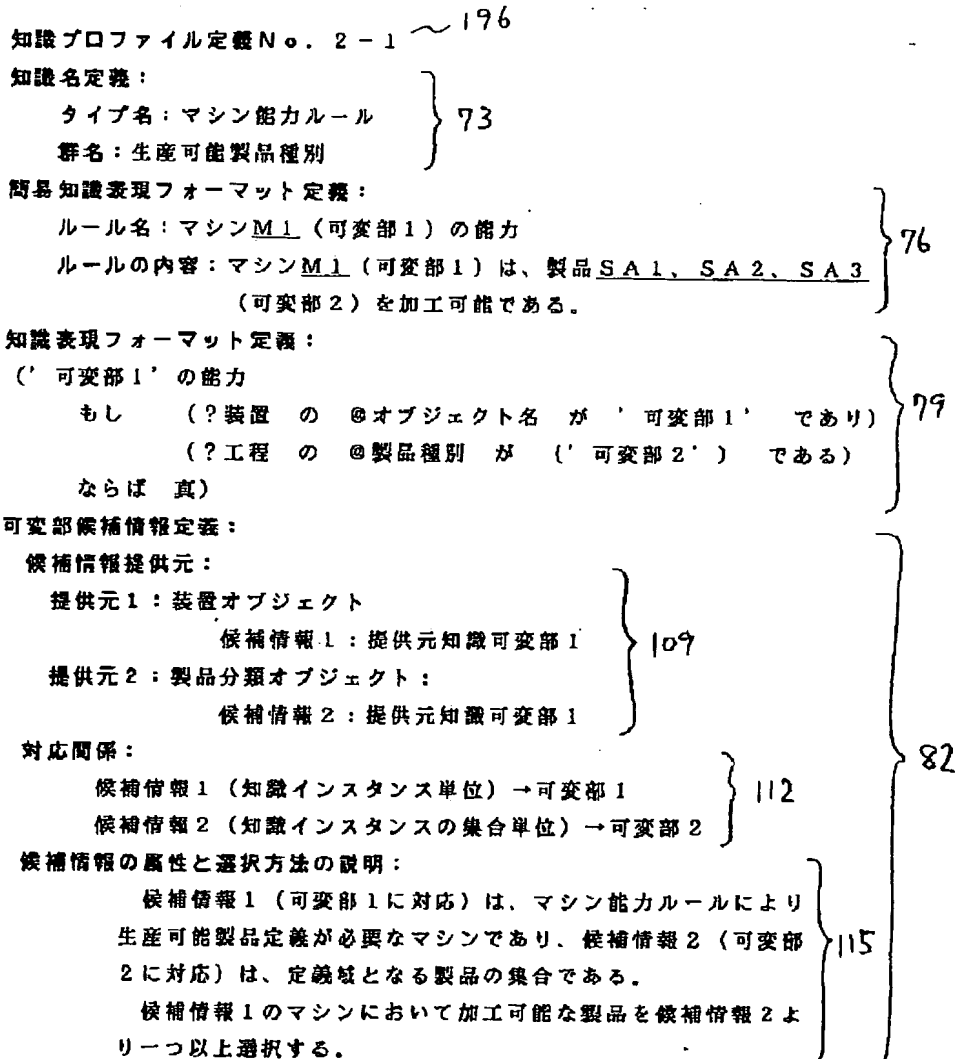 知識プロファイル定義No. 2-1 196
知識名定義：
タイプ名：マシン能力ルール
群名：生産可能製品種別
73
簡易知識表現フォーマット定義：
ルール名：マシンM1（可変部1）の能力
ルールの内容：マシンM1（可変部1）は、製品SA1、SA2、SA3
（可変部2）を加工可能である。
76
知識表現フォーマット定義：
(' 可変部1' の能力
もし (?装置 の @オブジェクト名 が ' 可変部1' であり)
(?工程 の @製品種別 が {' 可変部2' } である)
ならば 真)
79
可変部候補情報定義：
候補情報提供元：
提供元1：装置オブジェクト
候補情報1：提供元知識可変部1
提供元2：製品分類オブジェクト：
候補情報2：提供元知識可変部1
109
対応関係：
候補情報1（知識インスタンス単位）→可変部1
候補情報2（知識インスタンスの集合単位）→可変部2
112
82
候補情報の属性と選択方法の説明：
候補情報1（可変部1に対応）は、マシン能力ルールにより
生産可能製品定義が必要なマシンであり、候補情報2（可変部
2に対応）は、定義域となる製品の集合である。
候補情報1のマシンにおいて加工可能な製品を候補情報2よ
り一つ以上選択する。
115